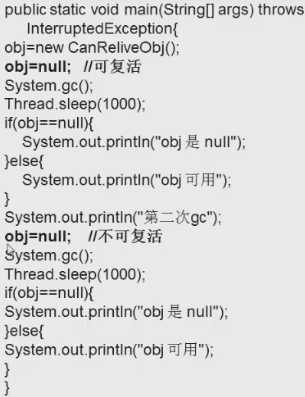 public static void main(String[] args) throws
InterruptedException{
obj=new CanReliveObj();
obj=null;   //可复活
System.gc();
Thread.sleep(1000);
if(obj==null){
System.out.println("obj 是 null");
}else{
System.out.println("obj 可用");
}
System.out.println("第二次gc");
obj=null;    //不可复活
System.gc();
Thread.sleep(1000);
if(obj==null){
System.out.println("obj 是 null");
}else{
System.out.println("obj 可用");
}
}